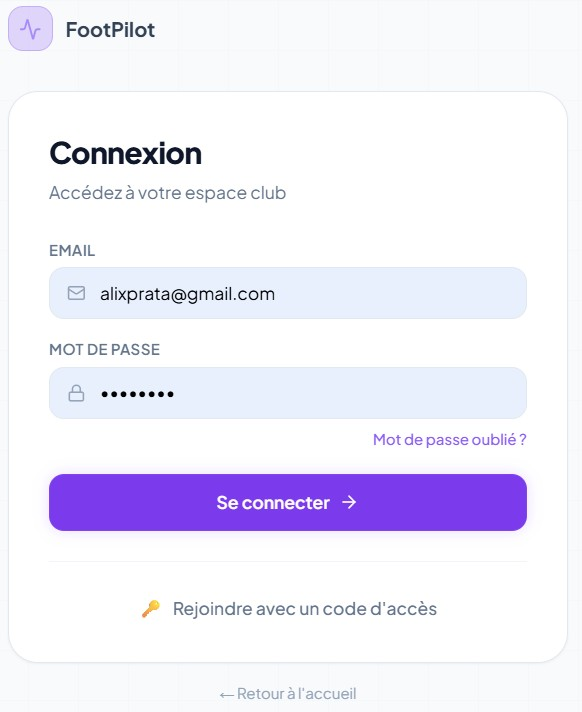 FootPilot
Connexion
Accédez à votre espace club
EMAIL
alixprata@gmail.com
MOT DE PASSE
••••••••
Mot de passe oublié ?
Se connecter →
🔑 Rejoindre avec un code d'accès
← Retour à l'accueil